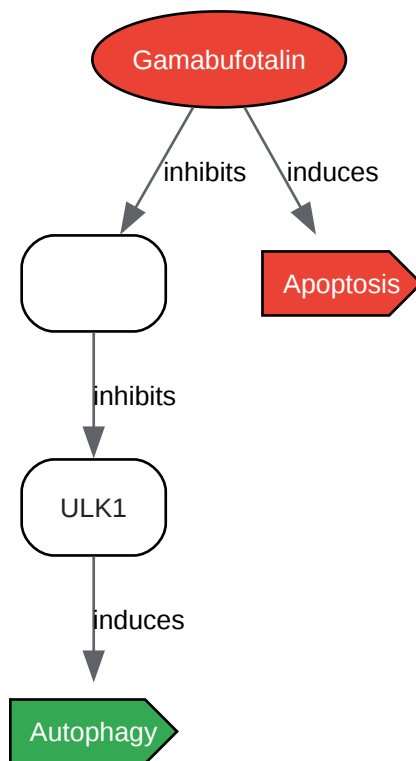 Gamabufotalin
inhibits
induces
Apoptosis
inhibits
ULK1
induces
Autophagy